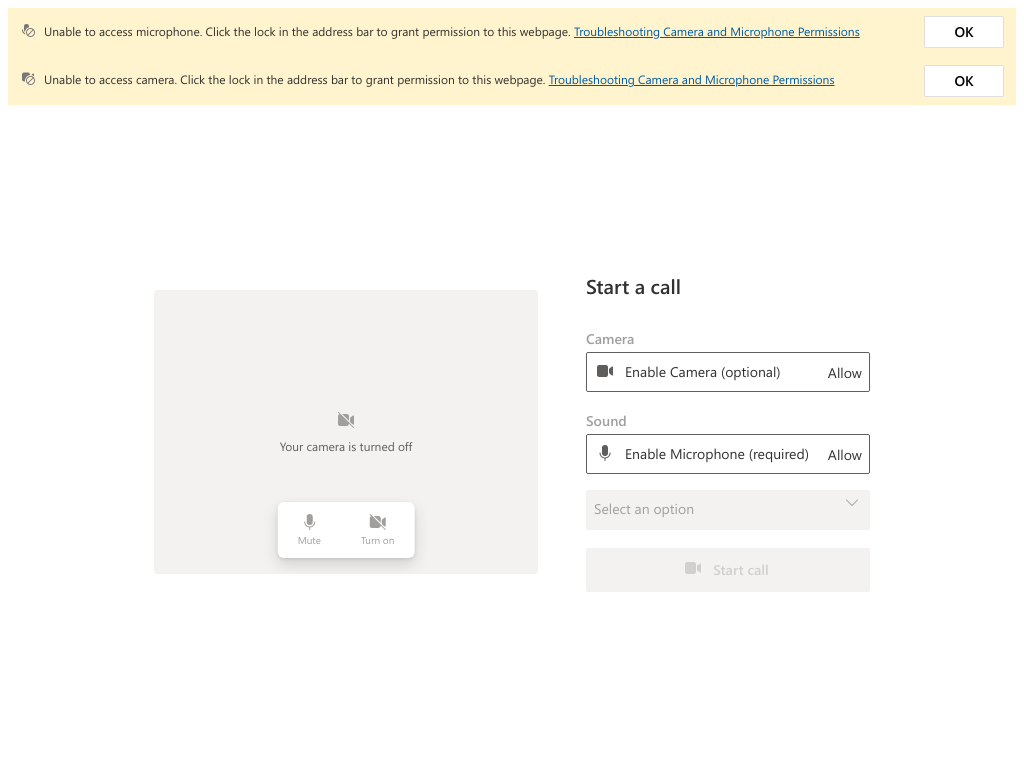 Unable to access microphone. Click the lock in the address bar to grant permission to this webpage. Troubleshooting Camera and Microphone Permissions
OK
Unable to access camera. Click the lock in the address bar to grant permission to this webpage. Troubleshooting Camera and Microphone Permissions
OK
Your camera is turned off
Mute
Turn on
Start a call
Camera
Enable Camera (optional) Allow
Sound
Enable Microphone (required) Allow
Select an option
Start call